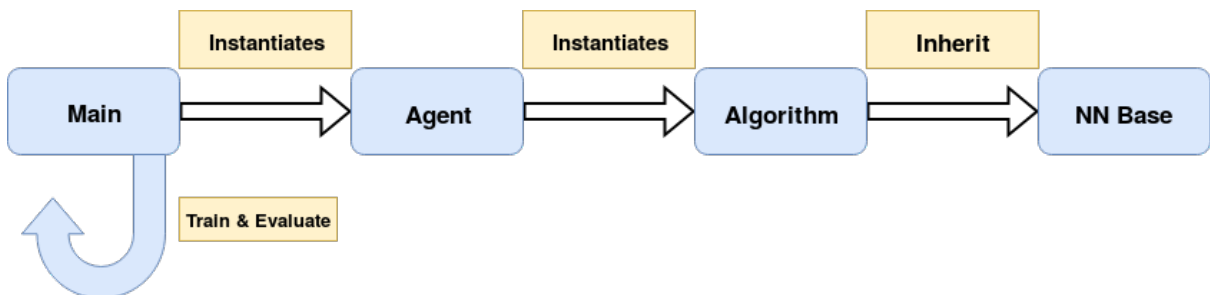 Instantiates
Instantiates
Inherit
Main
Agent
Algorithm
NN Base
Train & Evaluate